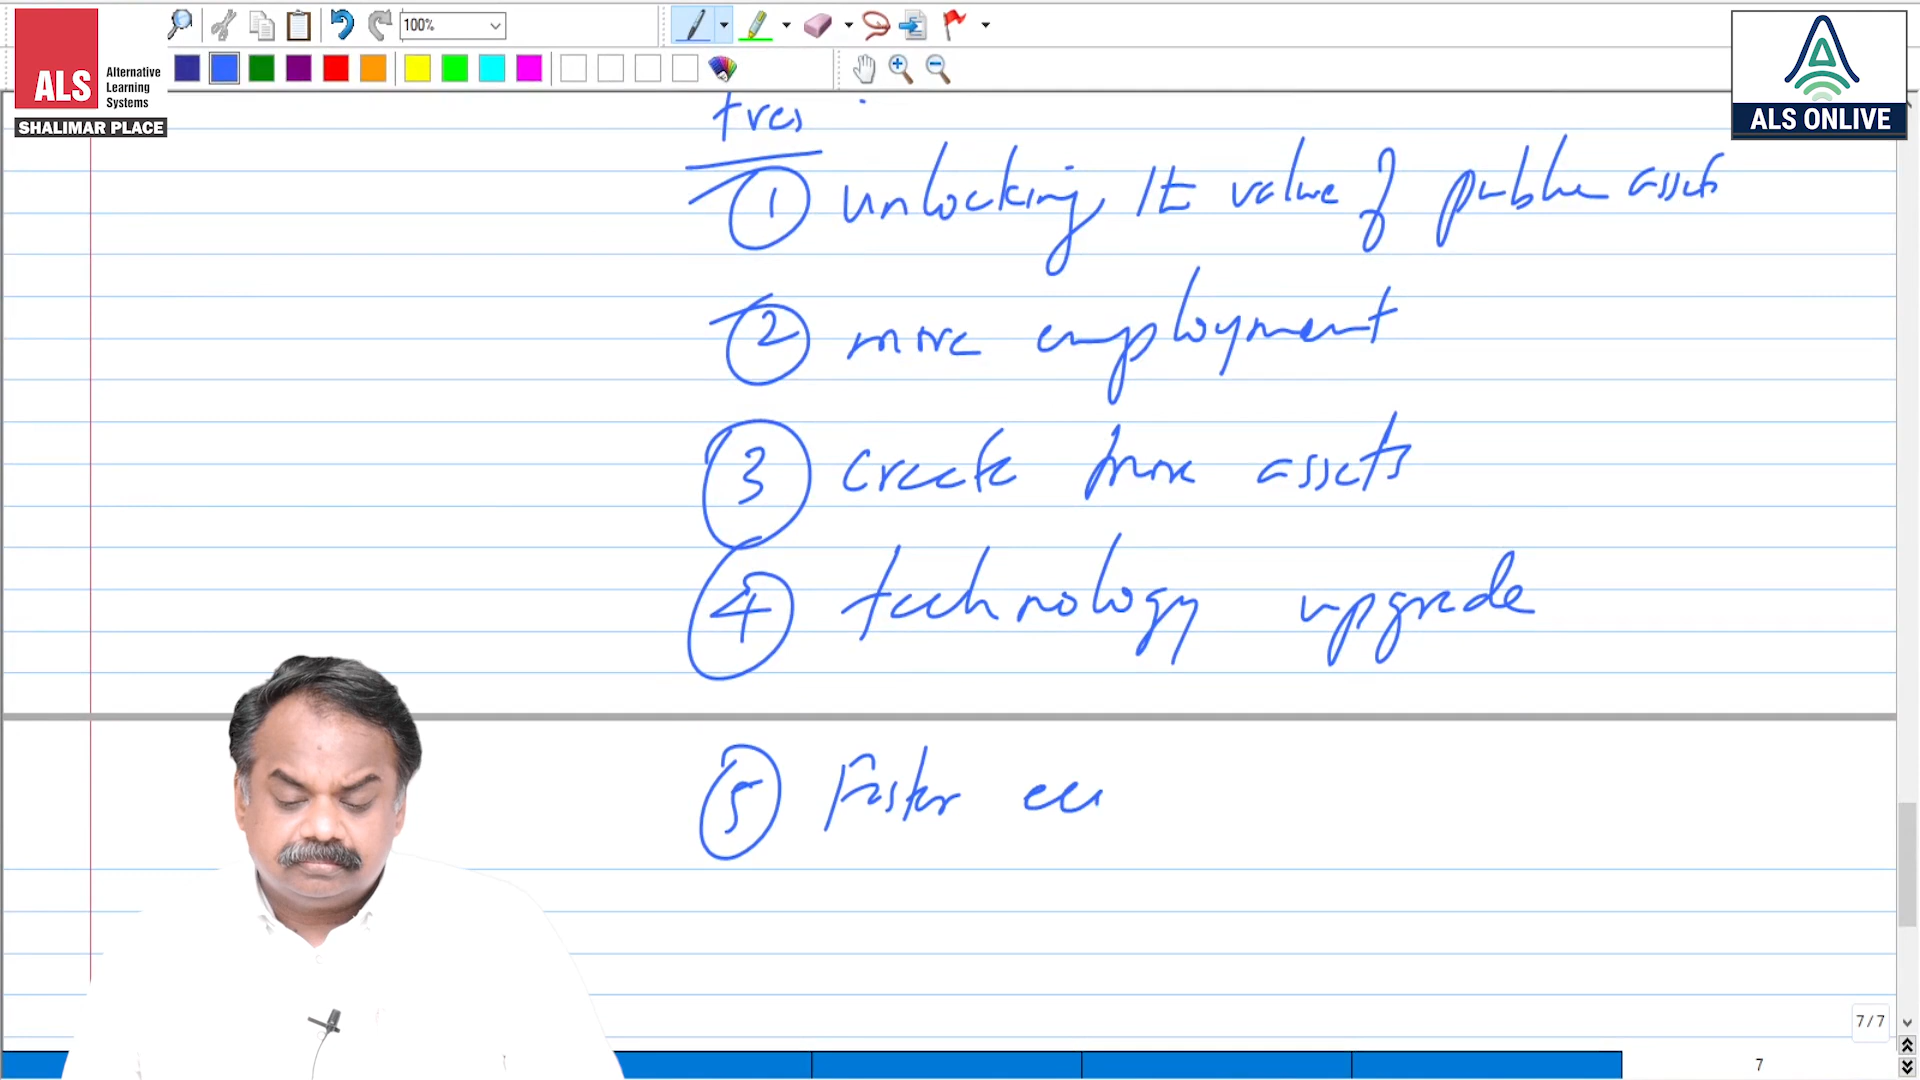 100%
ALS
Alternative
Learning
Systems
SHALIMAR PLACE
ALS ONLIVE
1 unlocking the value of public assets
2 more employment
3 create more assets
4 technology upgrade
5 Faster
7/7
7